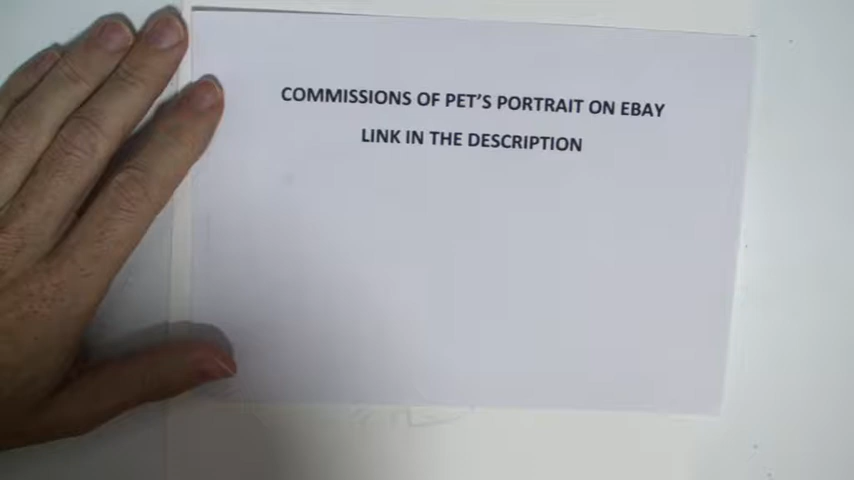 COMMISSIONS OF PET'S PORTRAIT ON EBAY
LINK IN THE DESCRIPTION